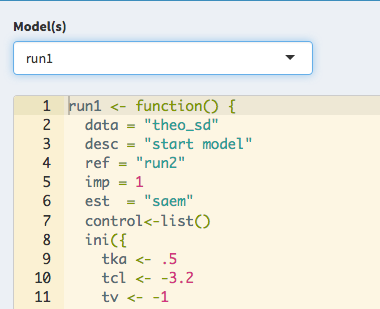 Model(s)
run1
1 run1 <- function() {
2 data = "theo_sd"
3 desc = "start model"
4 ref = "run2"
5 imp = 1
6 est = "saem"
7 control<-list()
8 ini({
9 tka <- .5
10 tcl <- -3.2
11 tv <- -1